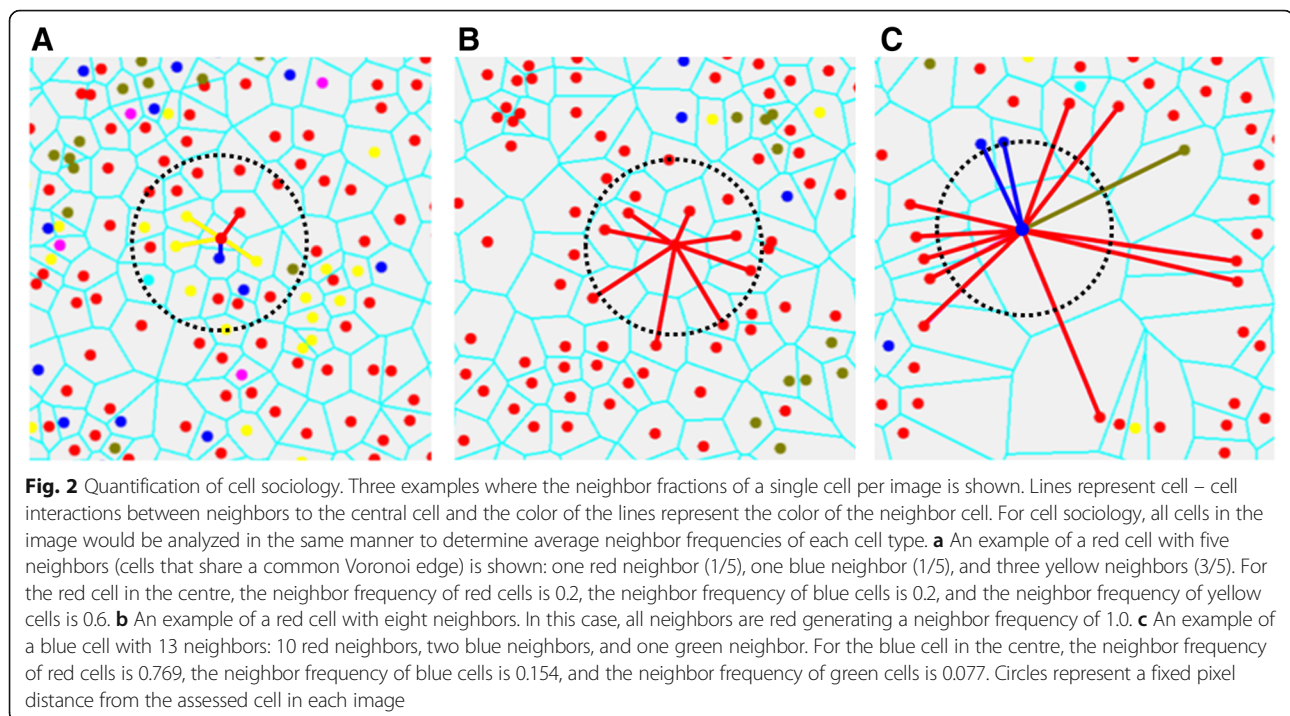 A
B
C
Fig. 2 Quantification of cell sociology. Three examples where the neighbor fractions of a single cell per image is shown. Lines represent cell – cell
interactions between neighbors to the central cell and the color of the lines represent the color of the neighbor cell. For cell sociology, all cells in the
image would be analyzed in the same manner to determine average neighbor frequencies of each cell type. a An example of a red cell with five
neighbors (cells that share a common Voronoi edge) is shown: one red neighbor (1/5), one blue neighbor (1/5), and three yellow neighbors (3/5). For
the red cell in the centre, the neighbor frequency of red cells is 0.2, the neighbor frequency of blue cells is 0.2, and the neighbor frequency of yellow
cells is 0.6. b An example of a red cell with eight neighbors. In this case, all neighbors are red generating a neighbor frequency of 1.0. c An example of
a blue cell with 13 neighbors: 10 red neighbors, two blue neighbors, and one green neighbor. For the blue cell in the centre, the neighbor frequency
of red cells is 0.769, the neighbor frequency of blue cells is 0.154, and the neighbor frequency of green cells is 0.077. Circles represent a fixed pixel
distance from the assessed cell in each image